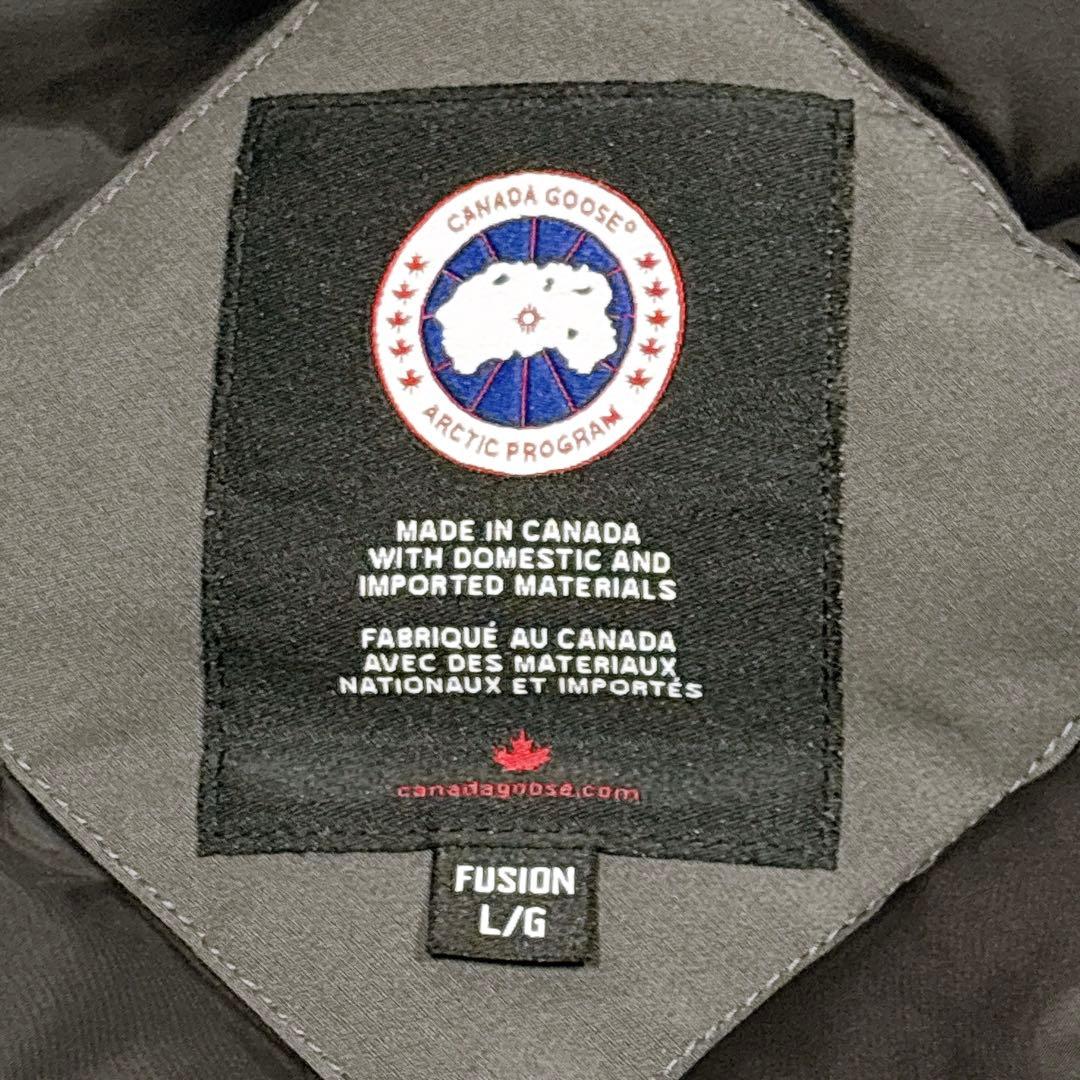 CANADA GOOSE®
ARCTIC PROGRAM
MADE IN CANADA
WITH DOMESTIC AND
IMPORTED MATERIALS
FABRIQUÉ AU CANADA
AVEC DES MATERIAUX
NATIONAUX ET IMPORTÉS
canadagoose.com
FUSION
L/G